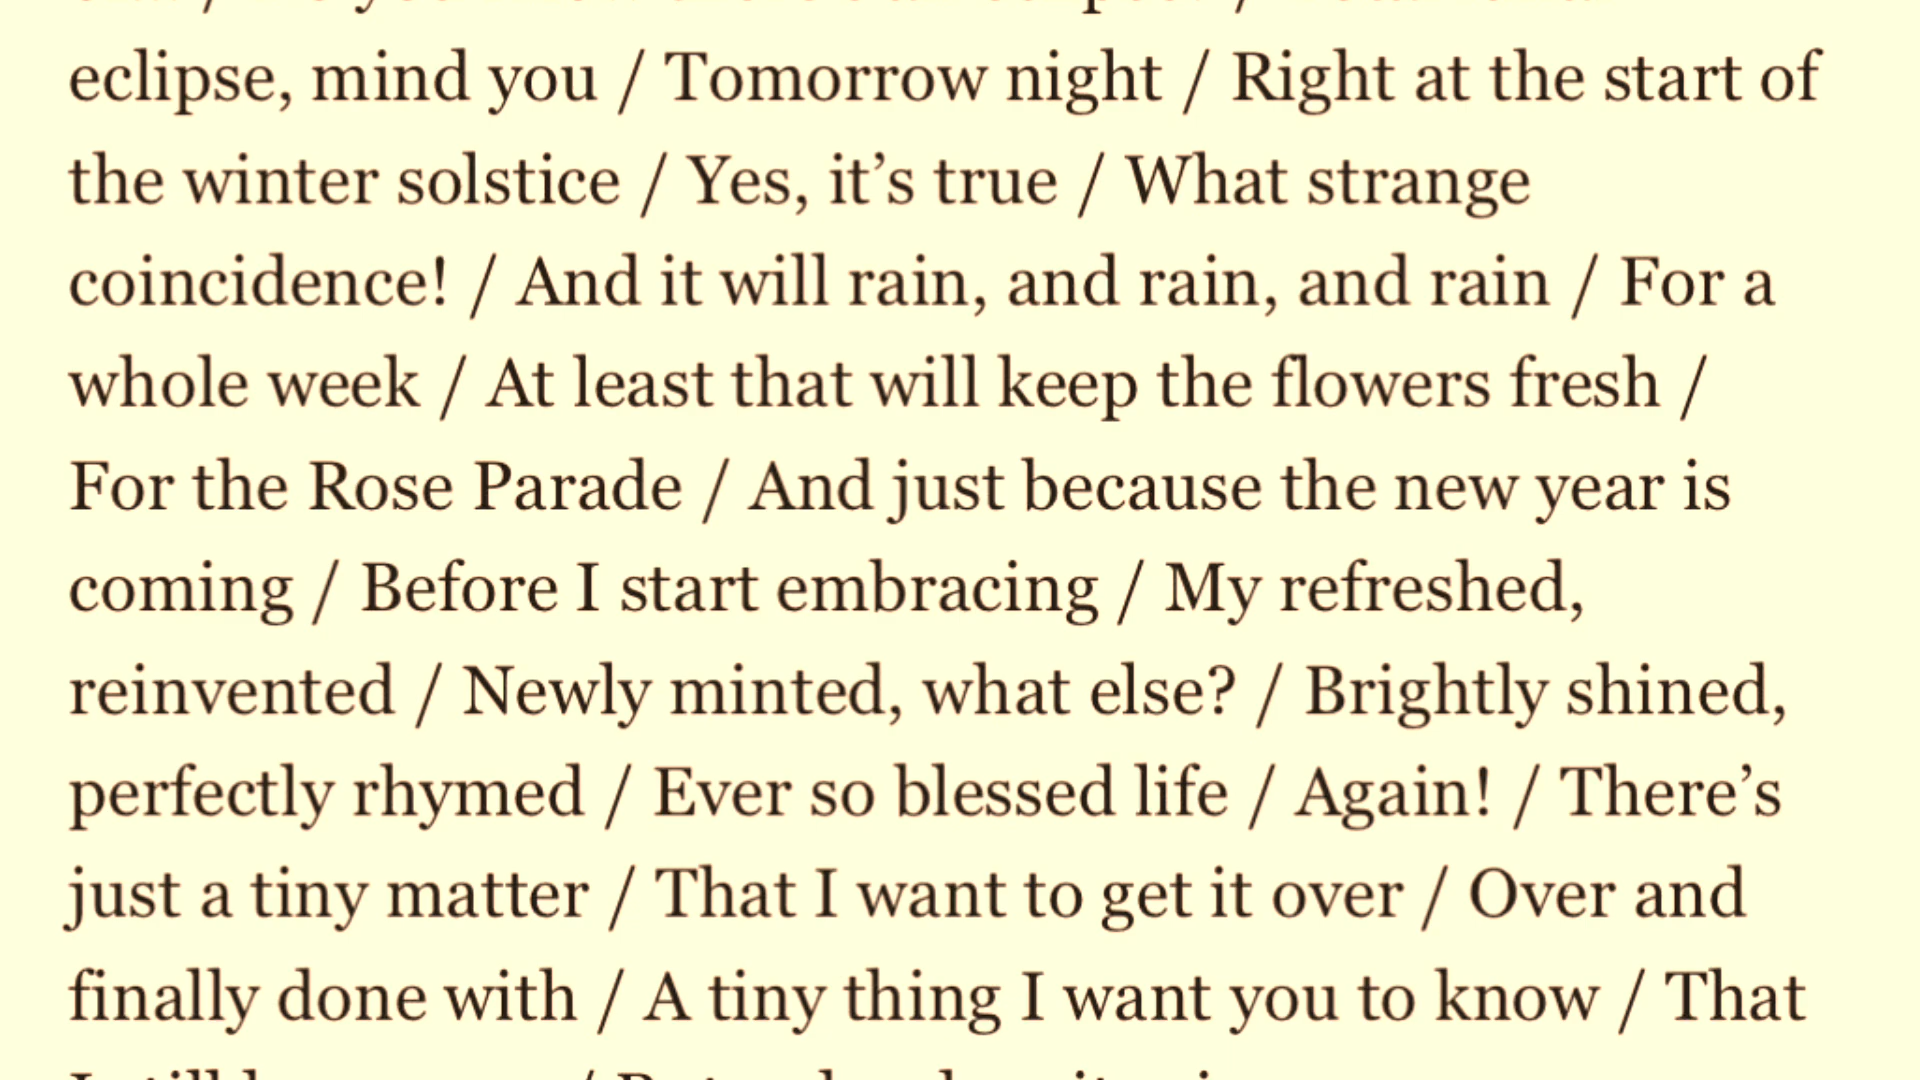 eclipse, mind you / Tomorrow night / Right at the start of
the winter solstice / Yes, it’s true / What strange
coincidence! / And it will rain, and rain, and rain / For a
whole week / At least that will keep the flowers fresh /
For the Rose Parade / And just because the new year is
coming / Before I start embracing / My refreshed,
reinvented / Newly minted, what else? / Brightly shined,
perfectly rhymed / Ever so blessed life / Again! / There’s
just a tiny matter / That I want to get it over / Over and
finally done with / A tiny thing I want you to know / That